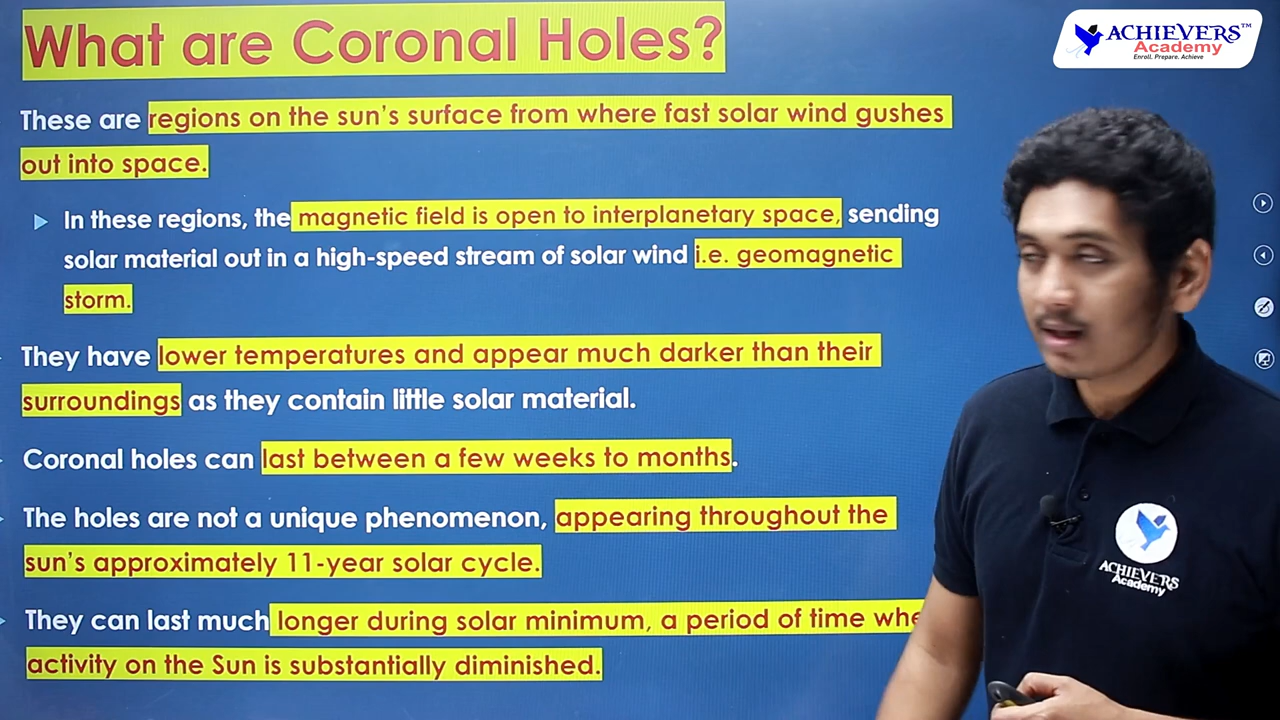 What are Coronal Holes?
ACHIEVERS™
Academy
Enroll. Prepare. Achieve
These are regions on the sun's surface from where fast solar wind gushes
out into space.
In these regions, the magnetic field is open to interplanetary space, sending
solar material out in a high-speed stream of solar wind i.e. geomagnetic
storm.
They have lower temperatures and appear much darker than their
surroundings as they contain little solar material.
Coronal holes can last between a few weeks to months.
The holes are not a unique phenomenon, appearing throughout the
sun's approximately 11-year solar cycle.
They can last much longer during solar minimum, a period of time whe
activity on the Sun is substantially diminished.
ACHIEVERS
Academy